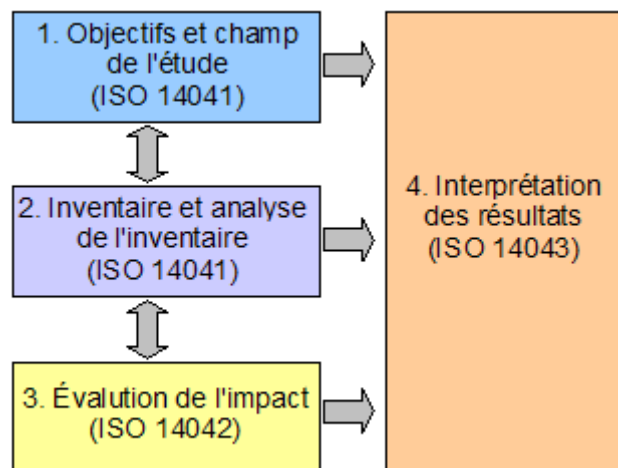 1. Objectifs et champ
de l'étude
(ISO 14041)
2. Inventaire et analyse
de l'inventaire
(ISO 14041)
3. Évalution de l'impact
(ISO 14042)
4. Interprétation
des résultats
(ISO 14043)